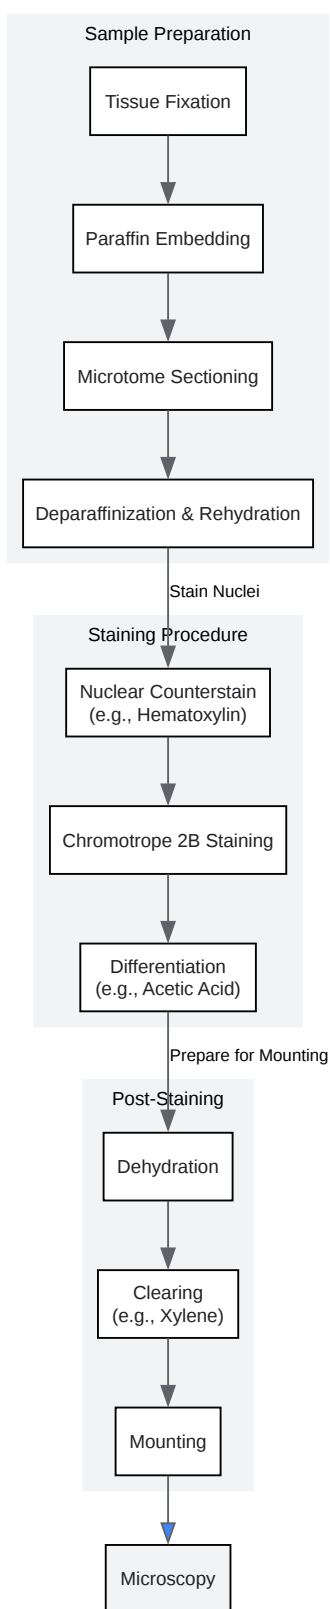 Sample Preparation
Tissue Fixation
Paraffin Embedding
Microtome Sectioning
Deparaffinization & Rehydration
Stain Nuclei
Staining Procedure
Nuclear Counterstain
(e.g., Hematoxylin)
Chromotrope 2B Staining
Differentiation
(e.g., Acetic Acid)
Prepare for Mounting
Post-Staining
Dehydration
Clearing
(e.g., Xylene)
Mounting
Microscopy